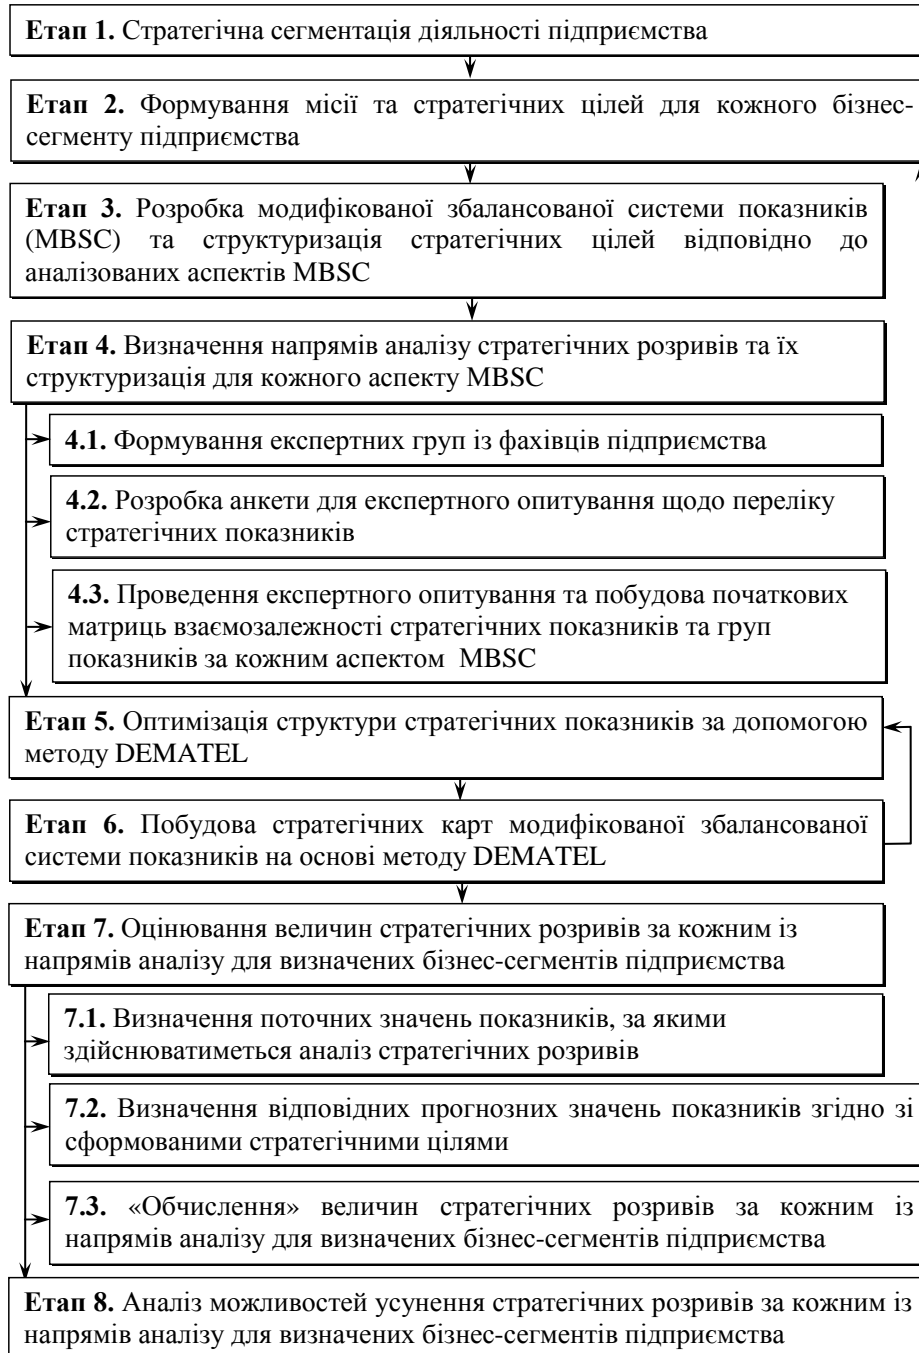 Етап 1. Стратегічна сегментація діяльності підприємства
Етап 2. Формування місії та стратегічних цілей для кожного бізнес-
сегменту підприємства
Етап 3. Розробка модифікованої збалансованої системи показників
(MBSC) та структуризація стратегічних цілей відповідно до
аналізованих аспектів MBSC
Етап 4. Визначення напрямів аналізу стратегічних розривів та їх
структуризація для кожного аспекту MBSC
4.1. Формування експертних груп із фахівців підприємства
4.2. Розробка анкети для експертного опитування щодо переліку
стратегічних показників
4.3. Проведення експертного опитування та побудова початкових
матриць взаємозалежності стратегічних показників та груп
показників за кожним аспектом MBSC
Етап 5. Оптимізація структури стратегічних показників за допомогою
методу DEMATEL
Етап 6. Побудова стратегічних карт модифікованої збалансованої
системи показників на основі методу DEMATEL
Етап 7. Оцінювання величин стратегічних розривів за кожним із
напрямів аналізу для визначених бізнес-сегментів підприємства
7.1. Визначення поточних значень показників, за якими
здійснюватиметься аналіз стратегічних розривів
7.2. Визначення відповідних прогнозних значень показників згідно зі
сформованими стратегічними цілями
7.3. «Обчислення» величин стратегічних розривів за кожним із
напрямів аналізу для визначених бізнес-сегментів підприємства
Етап 8. Аналіз можливостей усунення стратегічних розривів за кожним із
напрямів аналізу для визначених бізнес-сегментів підприємства